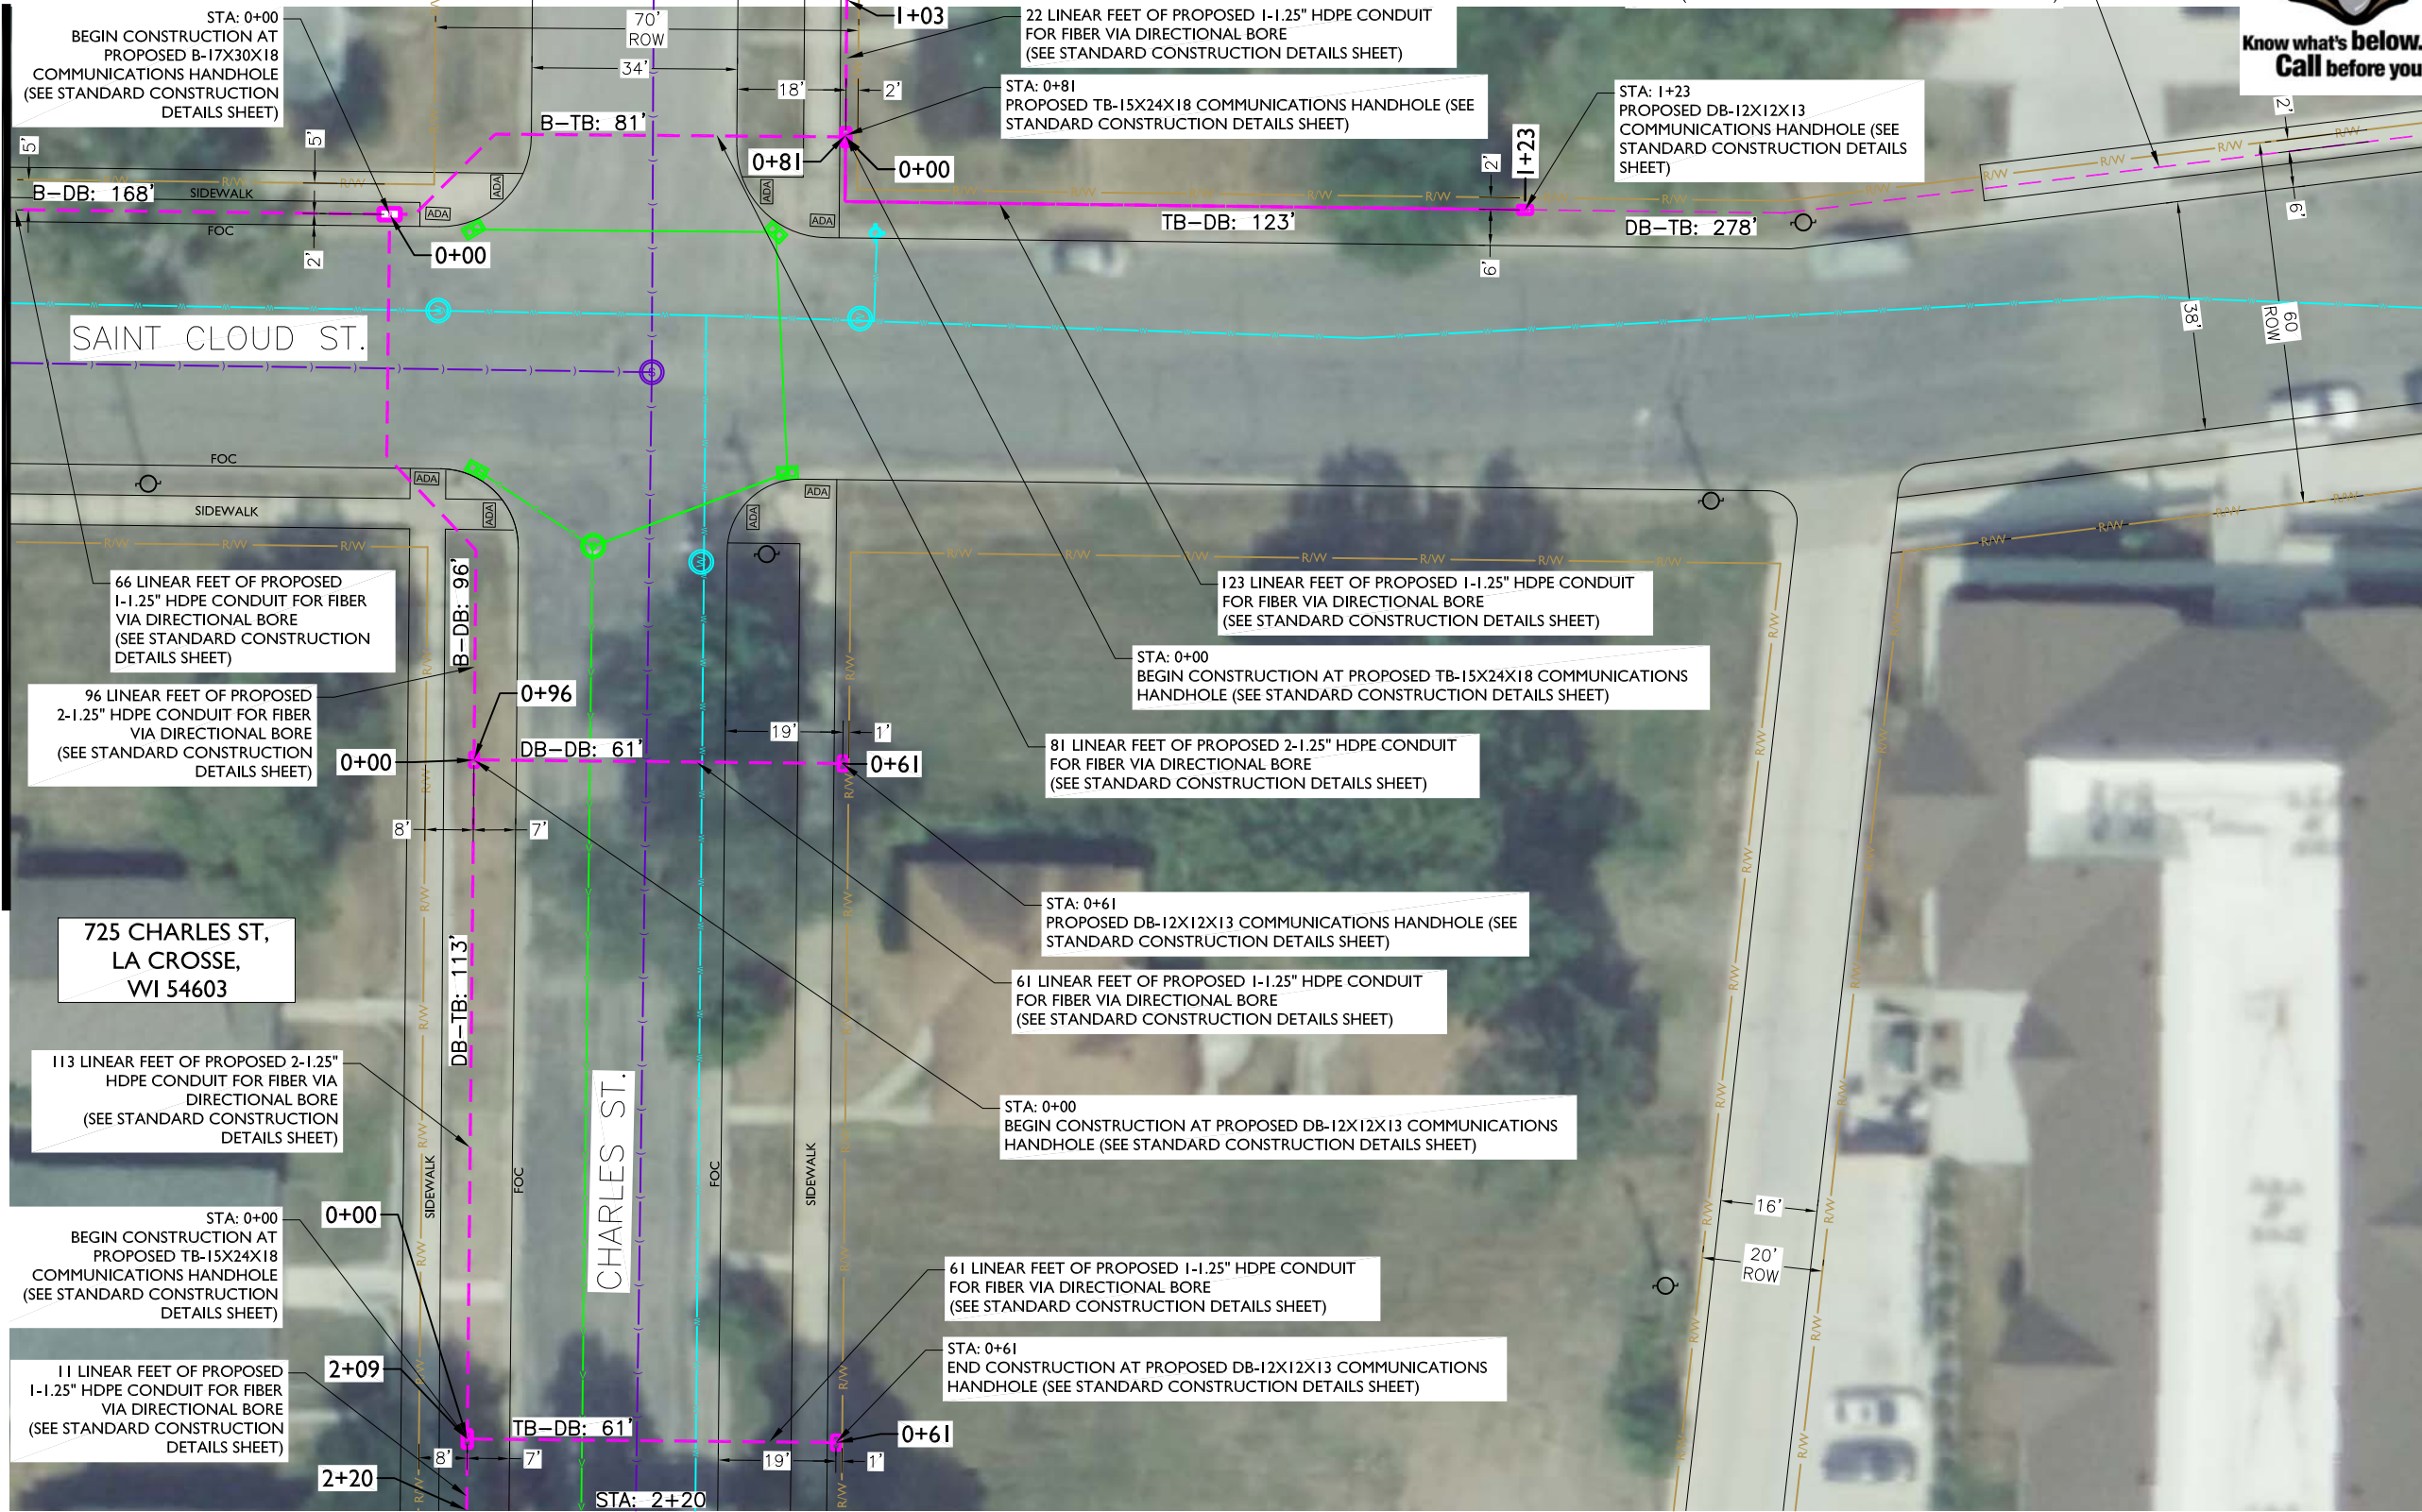 STA: 0+00
BEGIN CONSTRUCTION AT
PROPOSED B-17X30X18
COMMUNICATIONS HANDHOLE
(SEE STANDARD CONSTRUCTION
DETAILS SHEET)
70'
ROW
34'
18'
2'
1+03
22 LINEAR FEET OF PROPOSED 1-1.25" HDPE CONDUIT
FOR FIBER VIA DIRECTIONAL BORE
(SEE STANDARD CONSTRUCTION DETAILS SHEET)
STA: 0+81
PROPOSED TB-15X24X18 COMMUNICATIONS HANDHOLE (SEE
STANDARD CONSTRUCTION DETAILS SHEET)
STA: 1+23
PROPOSED DB-12X12X13
COMMUNICATIONS HANDHOLE (SEE
STANDARD CONSTRUCTION DETAILS
SHEET)
Know what's below.
Call before you
B-TB: 81'
0+81
0+00
5'
5'
B-DB: 168'
SIDEWALK
FOC
2'
ADA
ADA
ADA
ADA
0+00
1+23
2'
6'
TB-DB: 123'
DB-TB: 278'
2'
6'
38'
60
ROW
SAINT CLOUD ST.
FOC
SIDEWALK
ADA
ADA
ADA
ADA
R/W
66 LINEAR FEET OF PROPOSED
1-1.25" HDPE CONDUIT FOR FIBER
VIA DIRECTIONAL BORE
(SEE STANDARD CONSTRUCTION
DETAILS SHEET)
B-DB: 96'
123 LINEAR FEET OF PROPOSED 1-1.25" HDPE CONDUIT
FOR FIBER VIA DIRECTIONAL BORE
(SEE STANDARD CONSTRUCTION DETAILS SHEET)
STA: 0+00
BEGIN CONSTRUCTION AT PROPOSED TB-15X24X18 COMMUNICATIONS
HANDHOLE (SEE STANDARD CONSTRUCTION DETAILS SHEET)
96 LINEAR FEET OF PROPOSED
2-1.25" HDPE CONDUIT FOR FIBER
VIA DIRECTIONAL BORE
(SEE STANDARD CONSTRUCTION
DETAILS SHEET)
0+96
0+00
DB-DB: 61'
19'
1'
0+61
81 LINEAR FEET OF PROPOSED 2-1.25" HDPE CONDUIT
FOR FIBER VIA DIRECTIONAL BORE
(SEE STANDARD CONSTRUCTION DETAILS SHEET)
8'
7'
STA: 0+61
PROPOSED DB-12X12X13 COMMUNICATIONS HANDHOLE (SEE
STANDARD CONSTRUCTION DETAILS SHEET)
725 CHARLES ST,
LA CROSSE,
WI 54603
DB-TB: 113'
61 LINEAR FEET OF PROPOSED 1-1.25" HDPE CONDUIT
FOR FIBER VIA DIRECTIONAL BORE
(SEE STANDARD CONSTRUCTION DETAILS SHEET)
113 LINEAR FEET OF PROPOSED 2-1.25"
HDPE CONDUIT FOR FIBER VIA
DIRECTIONAL BORE
(SEE STANDARD CONSTRUCTION
DETAILS SHEET)
STA: 0+00
BEGIN CONSTRUCTION AT PROPOSED DB-12X12X13 COMMUNICATIONS
HANDHOLE (SEE STANDARD CONSTRUCTION DETAILS SHEET)
SIDEWALK
FOC
CHARLES ST.
FOC
SIDEWALK
16'
20'
ROW
STA: 0+00
BEGIN CONSTRUCTION AT
PROPOSED TB-15X24X18
COMMUNICATIONS HANDHOLE
(SEE STANDARD CONSTRUCTION
DETAILS SHEET)
0+00
61 LINEAR FEET OF PROPOSED 1-1.25" HDPE CONDUIT
FOR FIBER VIA DIRECTIONAL BORE
(SEE STANDARD CONSTRUCTION DETAILS SHEET)
STA: 0+61
END CONSTRUCTION AT PROPOSED DB-12X12X13 COMMUNICATIONS
HANDHOLE (SEE STANDARD CONSTRUCTION DETAILS SHEET)
11 LINEAR FEET OF PROPOSED
1-1.25" HDPE CONDUIT FOR FIBER
VIA DIRECTIONAL BORE
(SEE STANDARD CONSTRUCTION
DETAILS SHEET)
2+09
TB-DB: 61'
0+61
8'
7'
19'
1'
2+20
STA: 2+20